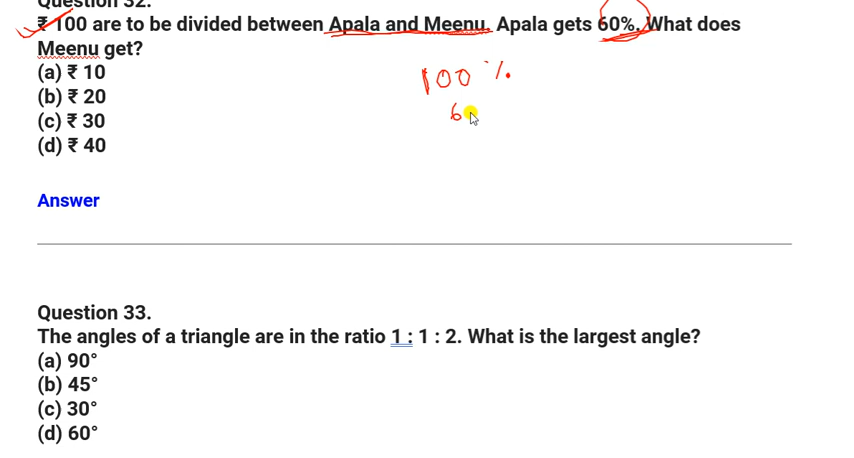 Question 32.
₹ 100 are to be divided between Apala and Meenu. Apala gets 60%. What does
Meenu get?
(a) ₹ 10
100 %
(b) ₹ 20
6
(c) ₹ 30
(d) ₹ 40
Answer
Question 33.
The angles of a triangle are in the ratio 1 : 1 : 2. What is the largest angle?
(a) 90°
(b) 45°
(c) 30°
(d) 60°